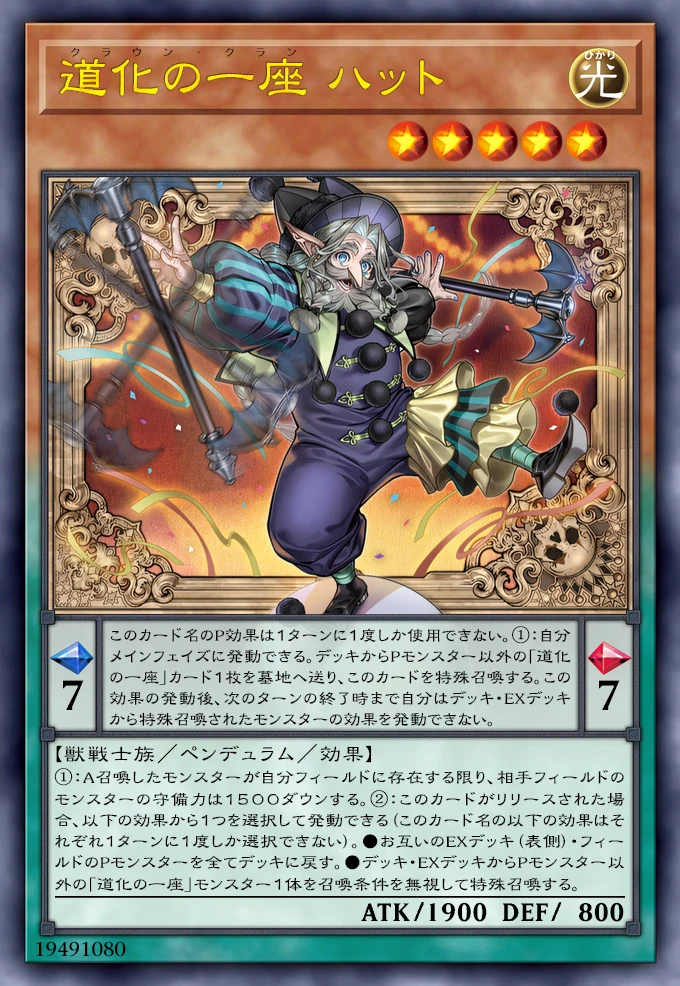 クラウン・クラン
道化の一座 ハット
ひかり
光
このカード名のP効果は1ターンに1度しか使用できない。①:自分
メインフェイズに発動できる。デッキからPモンスター以外の「道化
の一座」カード1枚を墓地へ送り、このカードを特殊召喚する。この
効果の発動後、次のターンの終了時まで自分はデッキ・EXデッキ
から特殊召喚されたモンスターの効果を発動できない。
7
7
【獣戦士族/ペンデュラム/効果】
①:A召喚したモンスターが自分フィールドに存在する限り、相手フィールドの
モンスターの守備力は1500ダウンする。②:このカードがリリースされた場
合、以下の効果から1つを選択して発動できる(このカード名の以下の効果はそ
れぞれ1ターンに1度しか選択できない)。●お互いのEXデッキ(表側)・フィー
ルドのPモンスターを全てデッキに戻す。●デッキ・EXデッキからPモンスター以
外の「道化の一座」モンスター1体を召喚条件を無視して特殊召喚する。
ATK/1900 DEF/ 800
19491080